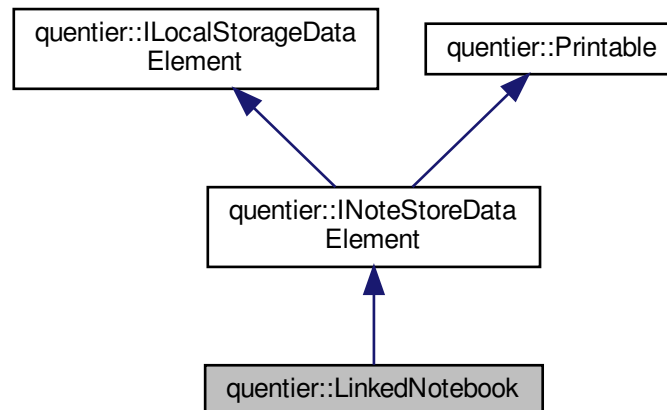 quentier::ILocalStorageData
Element
quentier::Printable
quentier::INoteStoreData
Element
quentier::LinkedNotebook